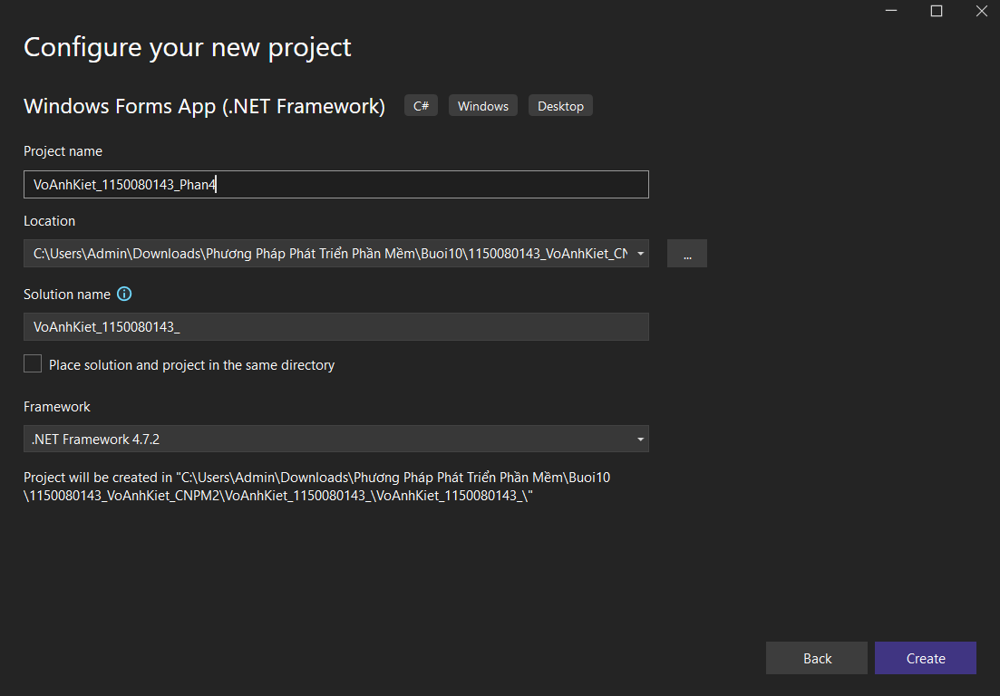 Configure your new project
Windows Forms App (.NET Framework) C# Windows Desktop
Project name
VoAnhKiet_1150080143_Phan4
Location
C:\Users\Admin\Downloads\Phương Pháp Phát Triển Phần Mềm\Buoi10\1150080143_VoAnhKiet_CN
...
Solution name
VoAnhKiet_1150080143_
Place solution and project in the same directory
Framework
.NET Framework 4.7.2
Project will be created in "C:\Users\Admin\Downloads\Phương Pháp Phát Triển Phần Mềm\Buoi10
\1150080143_VoAnhKiet_CNPM2\VoAnhKiet_1150080143_\VoAnhKiet_1150080143_\"
Back Create